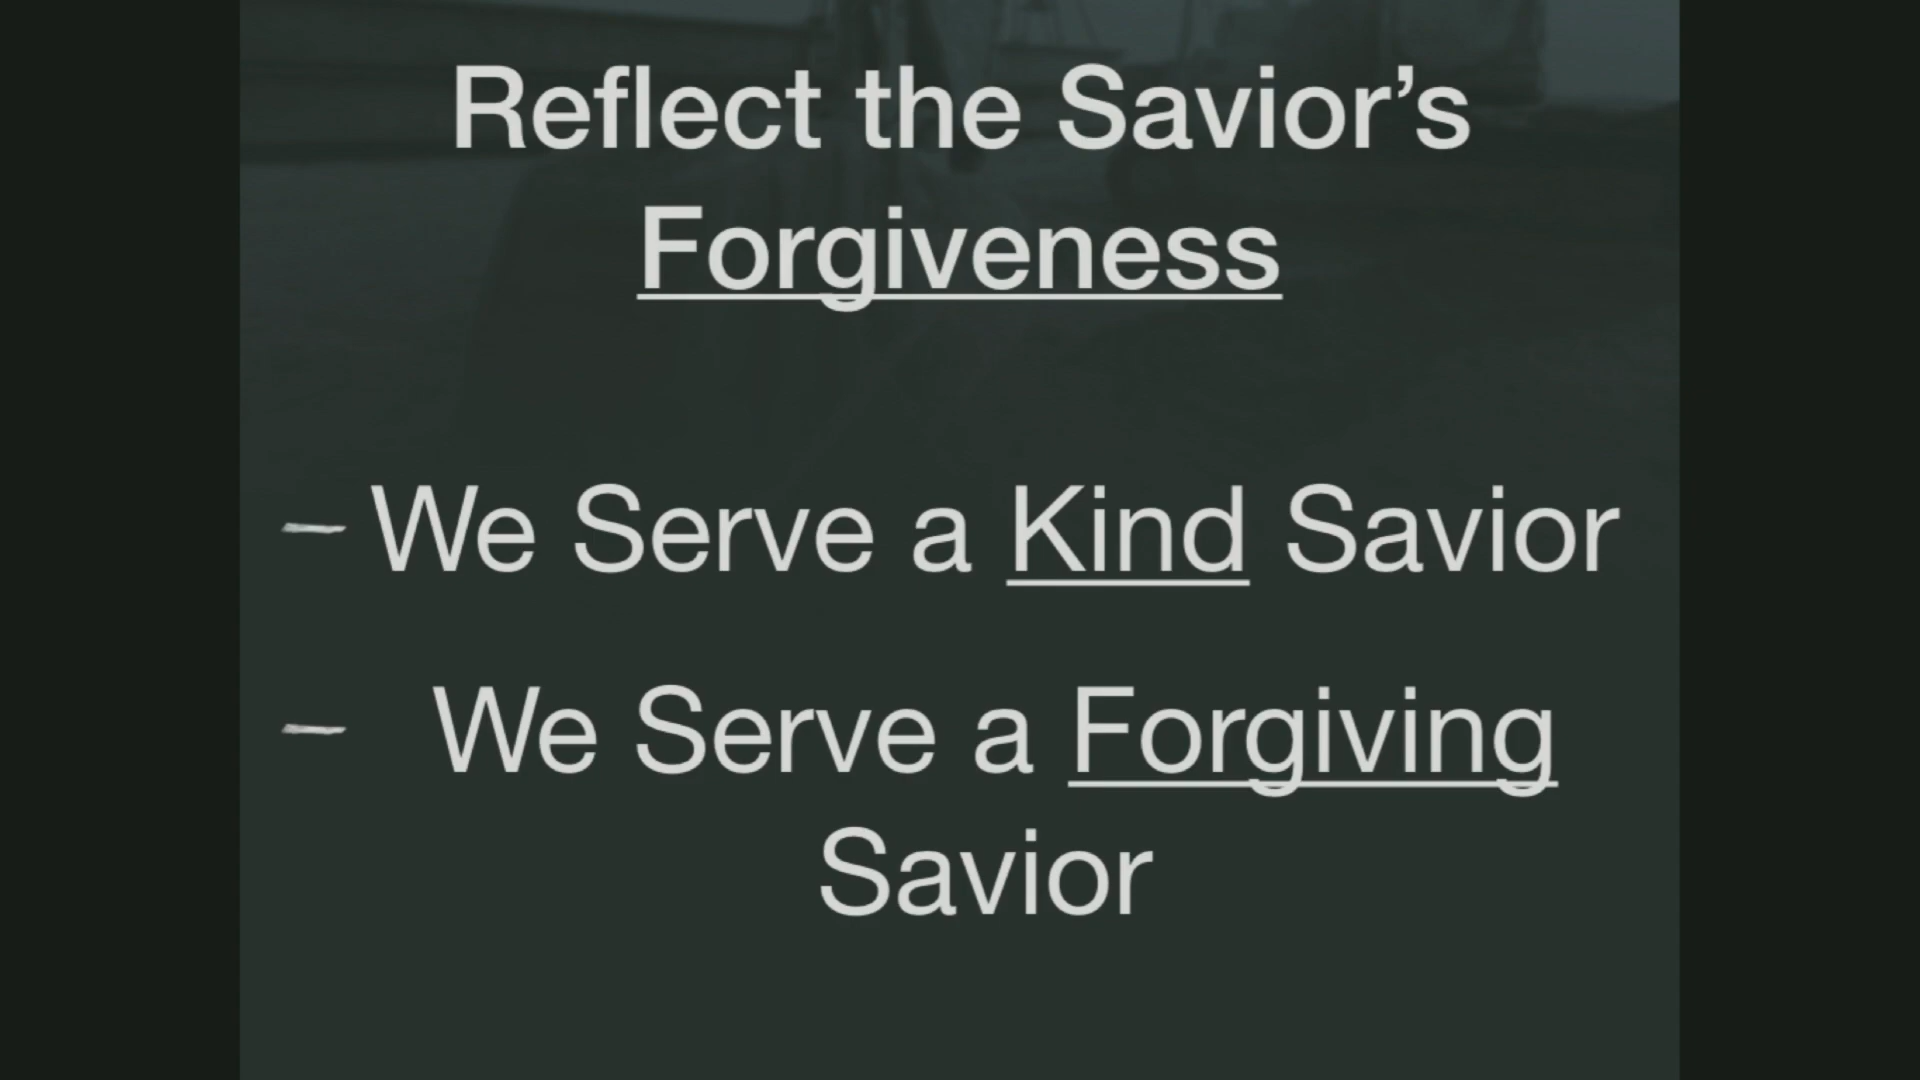 Reflect the Savior’s
Forgiveness
– We Serve a Kind Savior
– We Serve a Forgiving
Savior